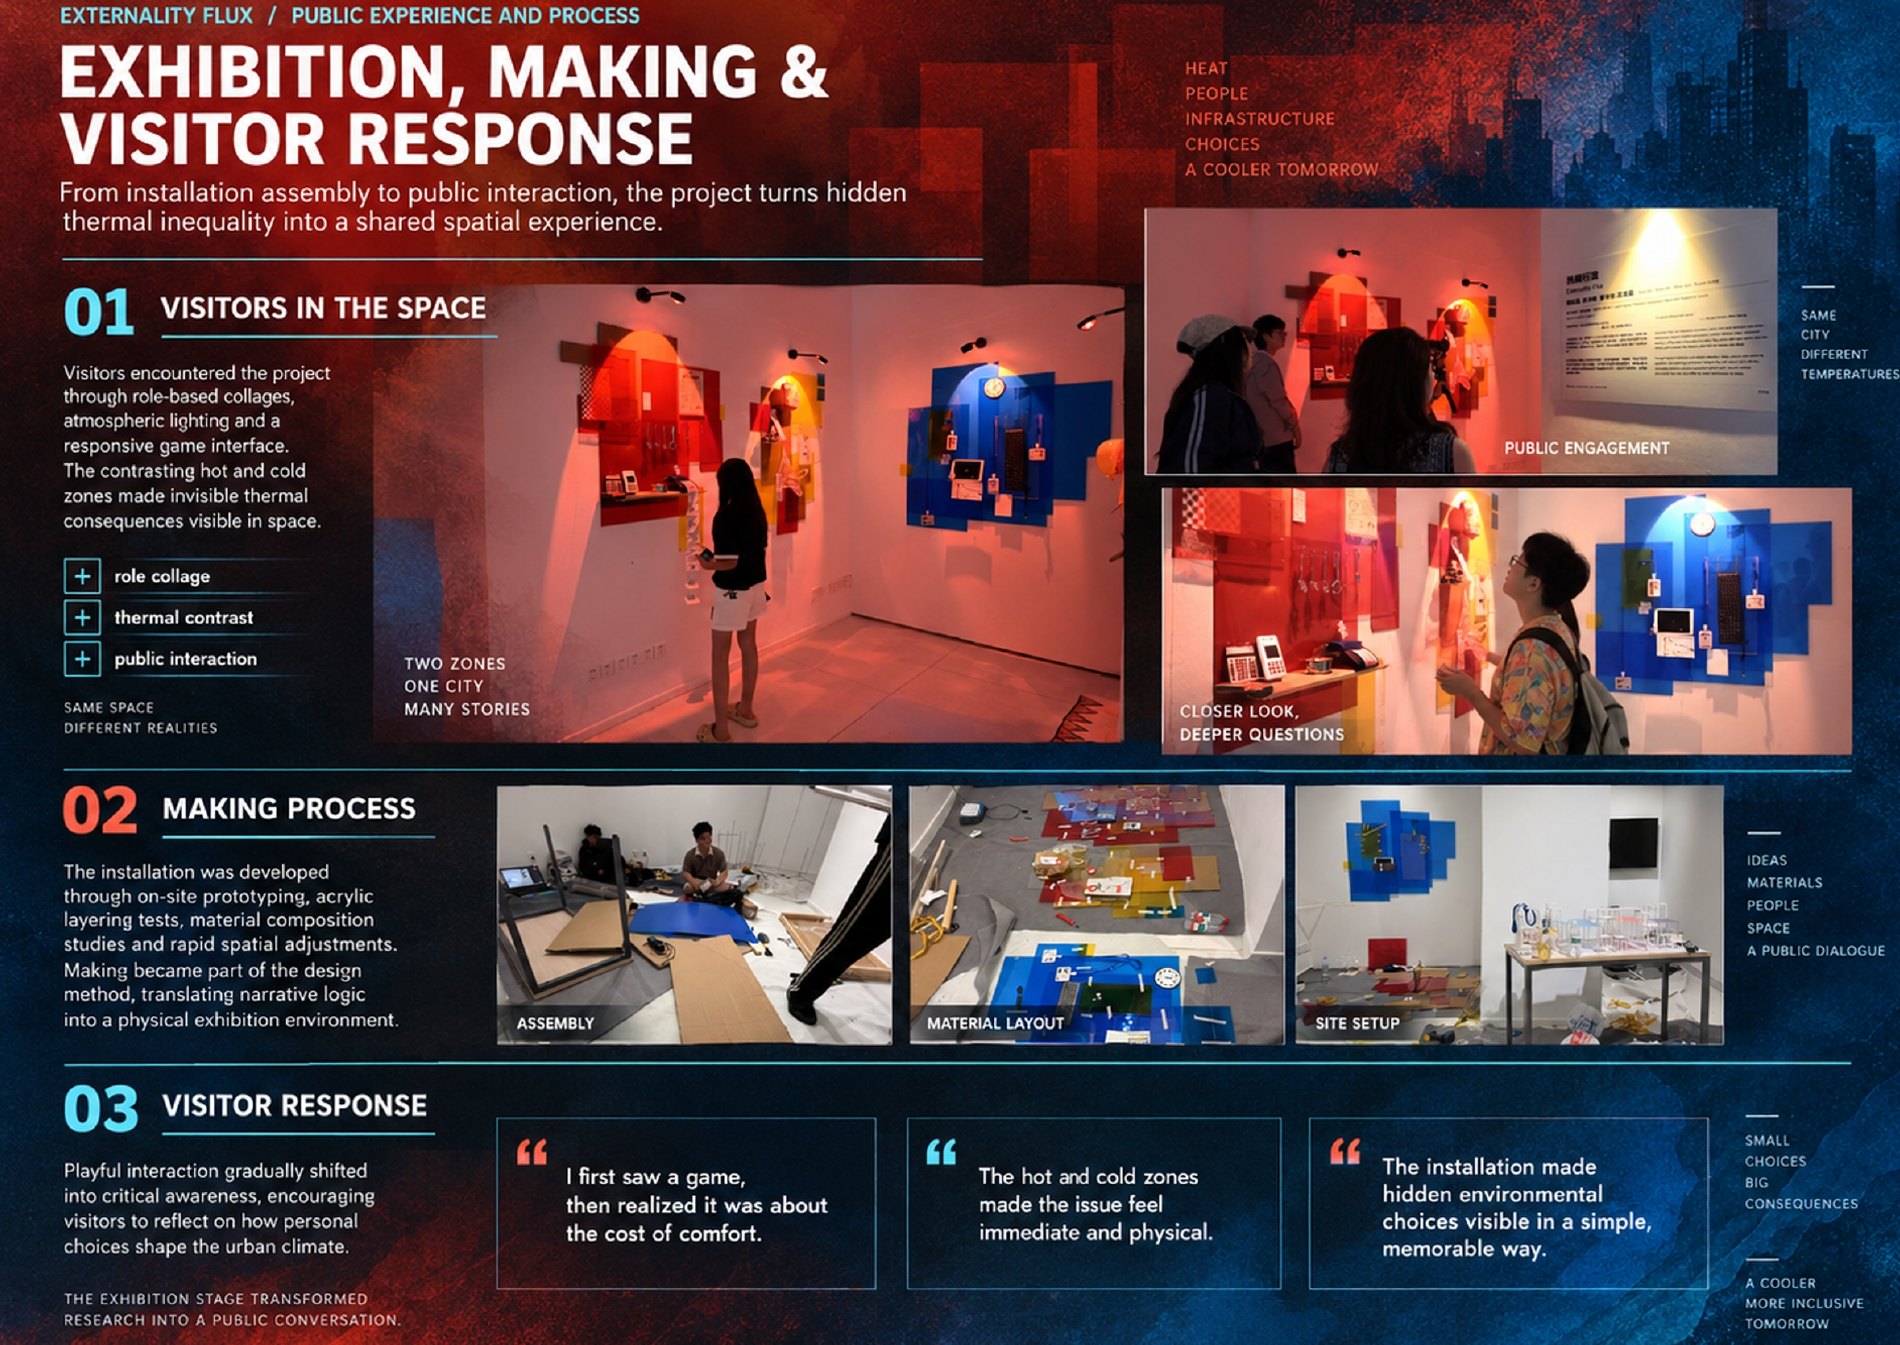 EXTERNALITY FLUX / PUBLIC EXPERIENCE AND PROCESS
EXHIBITION, MAKING &
VISITOR RESPONSE
From installation assembly to public interaction, the project turns hidden
thermal inequality into a shared spatial experience.
HEAT
PEOPLE
INFRASTRUCTURE
CHOICES
A COOLER TOMORROW
01 VISITORS IN THE SPACE
Visitors encountered the project
through role-based collages,
atmospheric lighting and a
responsive game interface.
The contrasting hot and cold
zones made invisible thermal
consequences visible in space.
+ role collage
+ thermal contrast
+ public interaction
SAME SPACE
DIFFERENT REALITIES
TWO ZONES
ONE CITY
MANY STORIES
PUBLIC ENGAGEMENT
SAME
CITY
DIFFERENT
TEMPERATURES
CLOSER LOOK,
DEEPER QUESTIONS
02 MAKING PROCESS
The installation was developed
through on-site prototyping, acrylic
layering tests, material composition
studies and rapid spatial adjustments.
Making became part of the design
method, translating narrative logic
into a physical exhibition environment.
ASSEMBLY
MATERIAL LAYOUT
SITE SETUP
IDEAS
MATERIALS
PEOPLE
SPACE
A PUBLIC DIALOGUE
03 VISITOR RESPONSE
Playful interaction gradually shifted
into critical awareness, encouraging
visitors to reflect on how personal
choices shape the urban climate.
THE EXHIBITION STAGE TRANSFORMED
RESEARCH INTO A PUBLIC CONVERSATION.
“ I first saw a game,
then realized it was about
the cost of comfort.
“ The hot and cold zones
made the issue feel
immediate and physical.
“ The installation made
hidden environmental
choices visible in a simple,
memorable way.
SMALL
CHOICES
BIG
CONSEQUENCES
A COOLER
MORE INCLUSIVE
TOMORROW